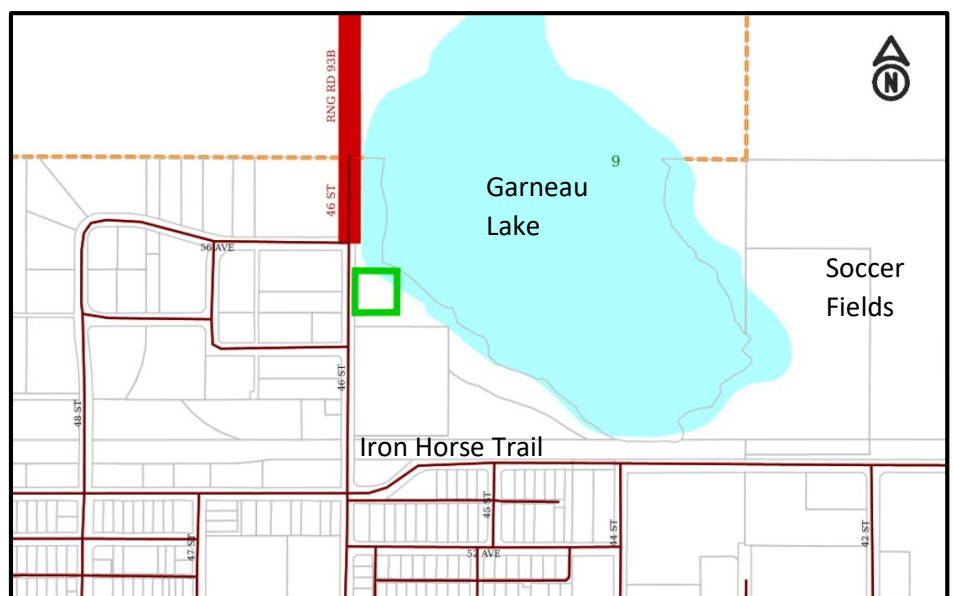 N
RNG RD 93B
9
Garneau
Lake
46 ST
56 AVE
Soccer
Fields
46 ST
48 ST
Iron Horse Trail
45 ST
44 ST
42 ST
47 ST
52 AVE